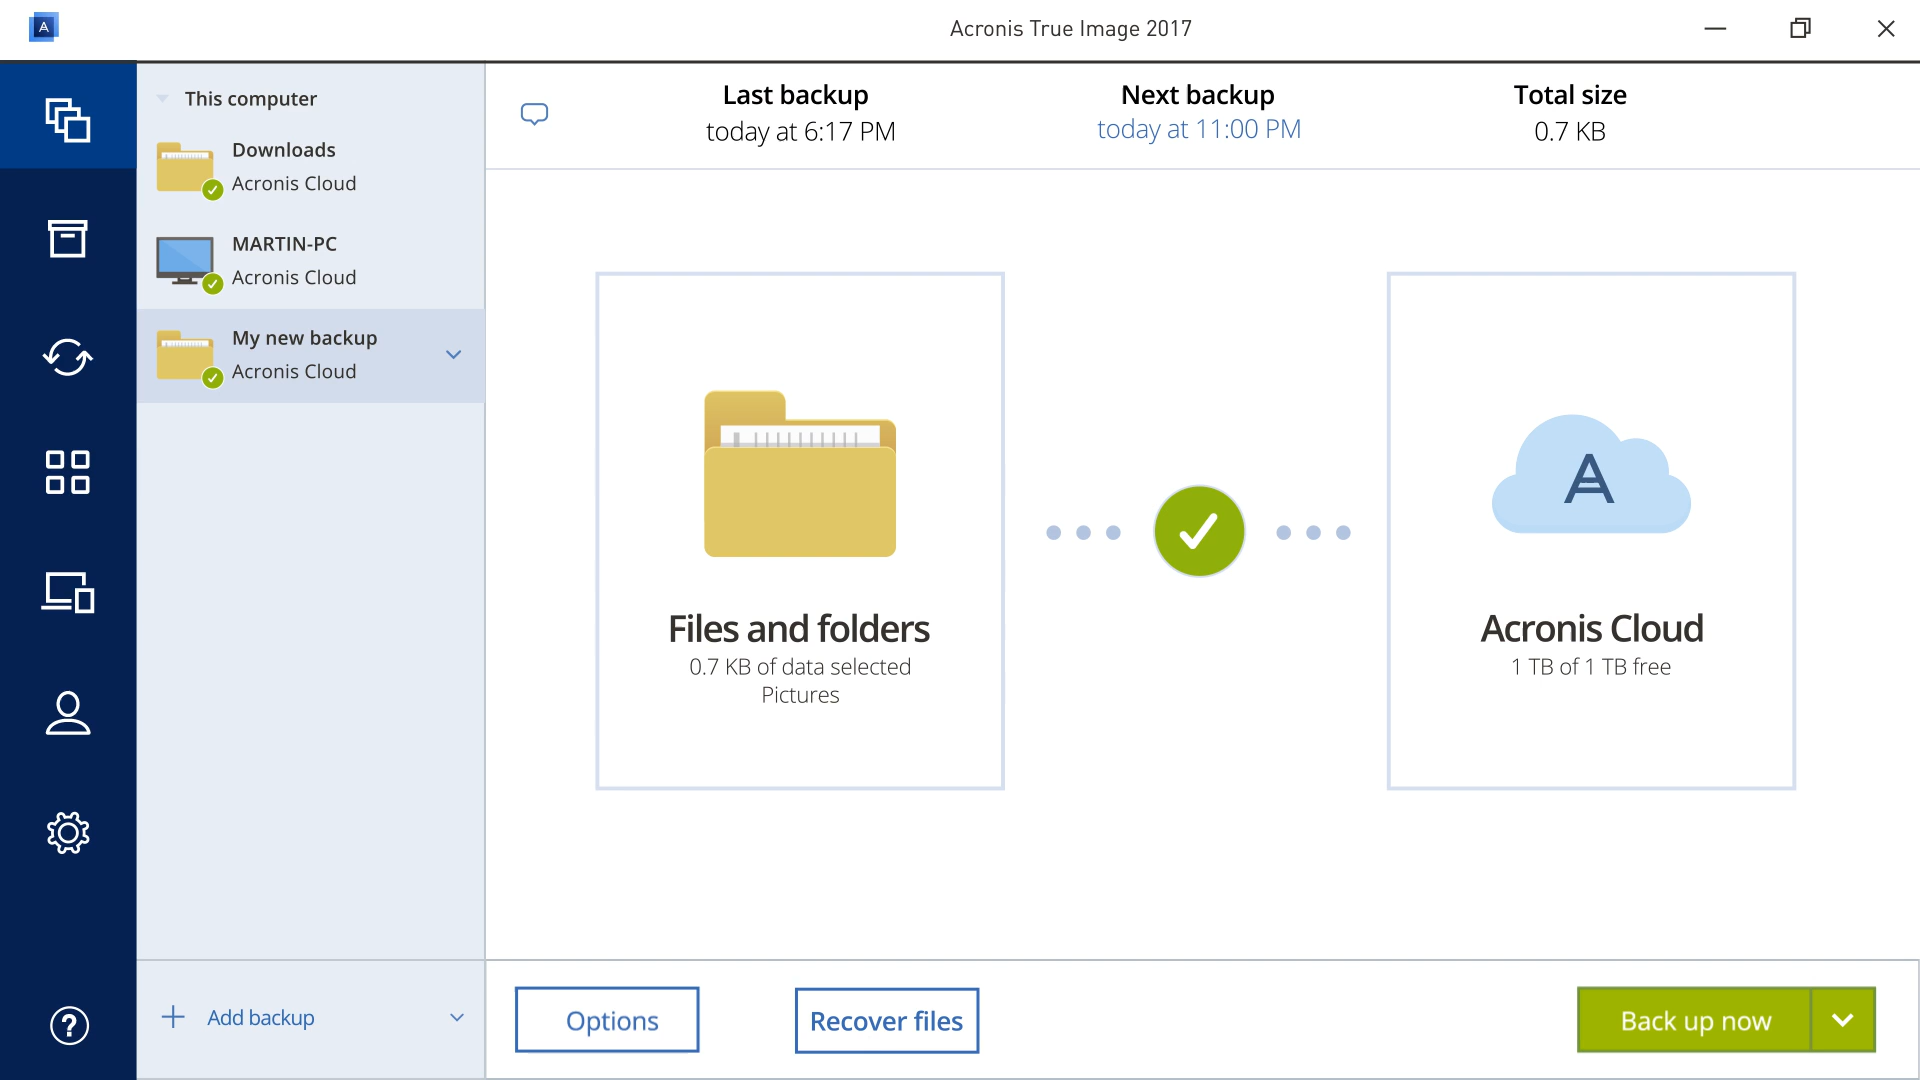 Acronis True Image 2017
This computer
Downloads
Acronis Cloud
MARTIN-PC
Acronis Cloud
My new backup
Acronis Cloud
Add backup
Last backup
today at 6:17 PM
Next backup
today at 11:00 PM
Total size
0.7 KB
Files and folders
0.7 KB of data selected
Pictures
Acronis Cloud
1 TB of 1 TB free
Options
Recover files
Back up now